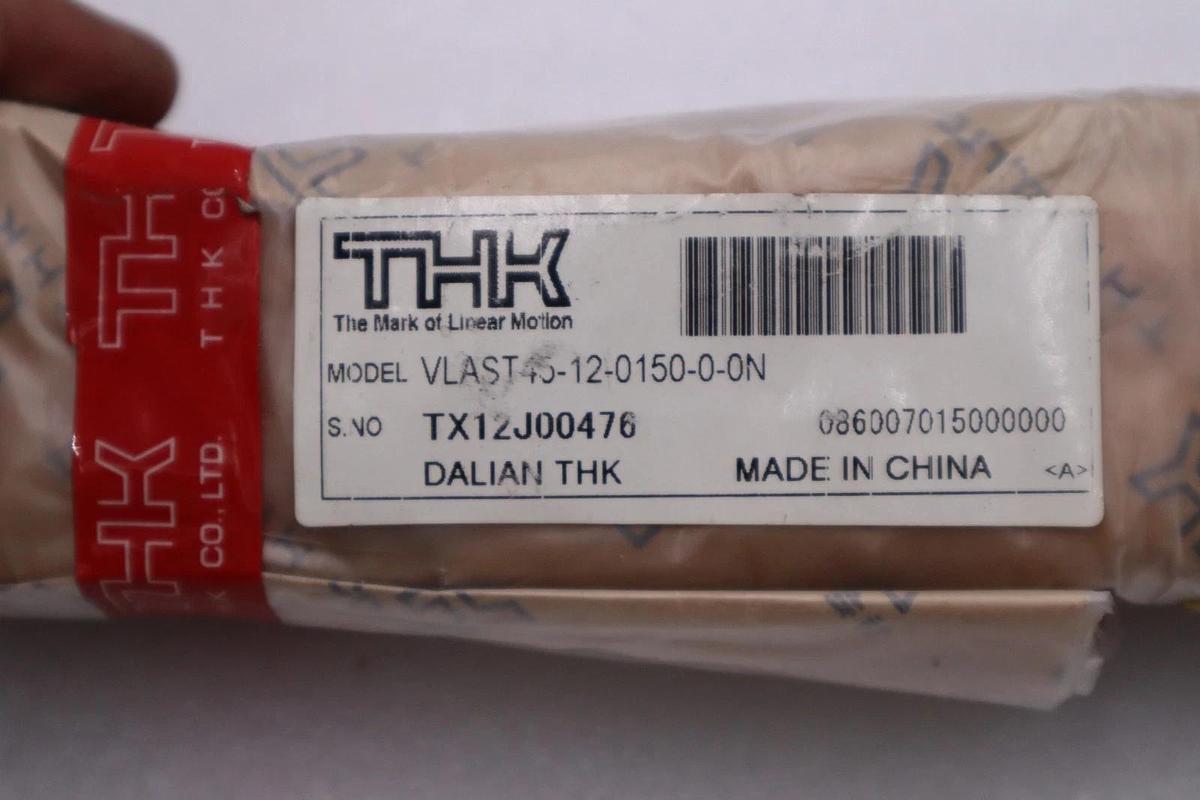 THK
The Mark of Linear Motion
MODEL VLAST45-12-0150-0-0N
S.NO TX12J00476 086007015000000
DALIAN THK MADE IN CHINA <A>
THK CO
THK
CO., LTD.